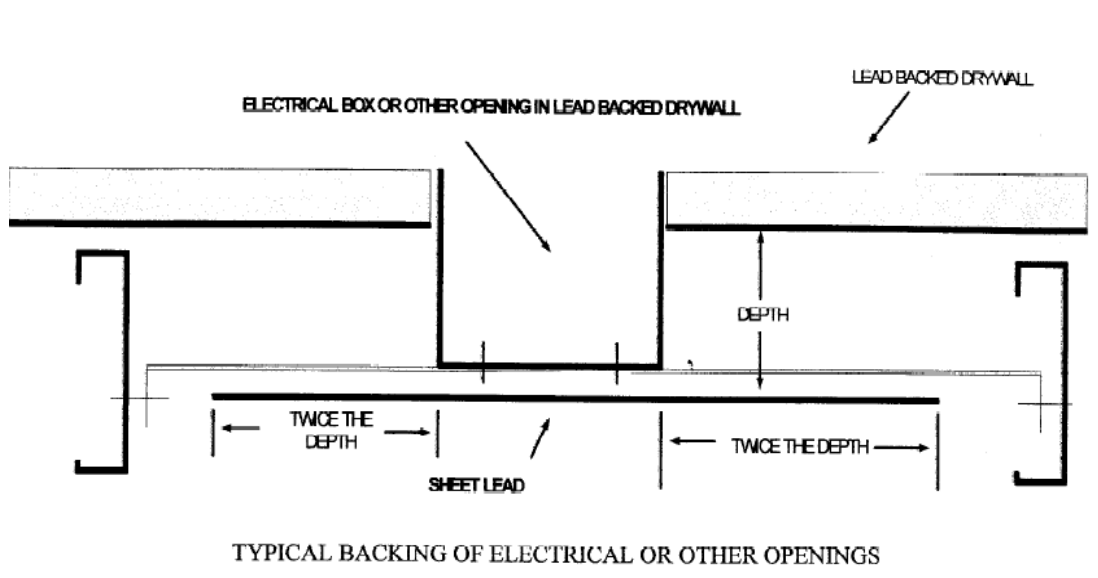 LEAD BACKED DRYWALL
ELECTRICAL BOX OR OTHER OPENING IN LEAD BACKED DRYWALL
DEPTH
TWICE THE
DEPTH
TWICE THE DEPTH
SHEET LEAD
TYPICAL BACKING OF ELECTRICAL OR OTHER OPENINGS